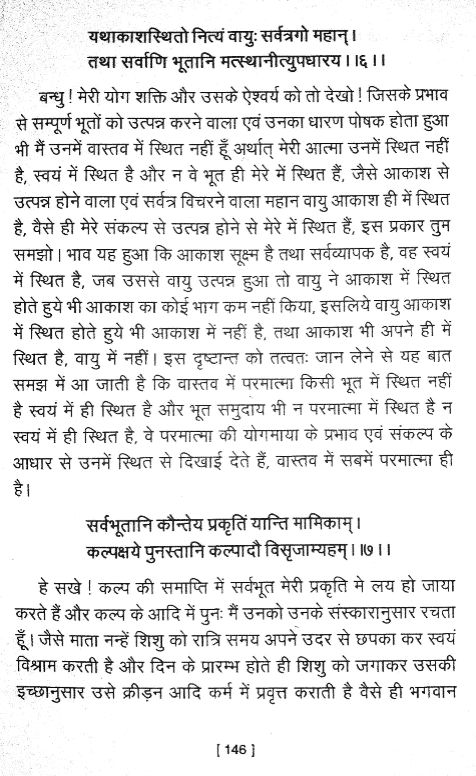 यथाकाशस्थितो नित्यं वायुः सर्वत्रगो महान्।
तथा सर्वाणि भूतानि मत्स्थानीत्युपधारय।।६।।
बन्धु ! मेरी योग शक्ति और उसके ऐश्वर्य को तो देखो ! जिसके प्रभाव
से सम्पूर्ण भूतों को उत्पन्न करने वाला एवं उनका धारण पोषक होता हुआ
भी मैं उनमें वास्तव में स्थित नहीं हूँ अर्थात् मेरी आत्मा उनमें स्थित नहीं
है, स्वयं में स्थित है और न वे भूत ही मेरे में स्थित हैं, जैसे आकाश से
उत्पन्न होने वाला एवं सर्वत्र विचरने वाला महान वायु आकाश ही में स्थित
है, वैसे ही मेरे संकल्प से उत्पन्न होने से मेरे में स्थित हैं, इस प्रकार तुम
समझो। भाव यह हुआ कि आकाश सूक्ष्म है तथा सर्वव्यापक है, वह स्वयं
में स्थित है, जब उससे वायु उत्पन्न हुआ तो वायु ने आकाश में स्थित
होते हुये भी आकाश का कोई भाग कम नहीं किया, इसलिये वायु आकाश
में स्थित होते हुये भी आकाश में नहीं है, तथा आकाश भी अपने ही में
स्थित है, वायु में नहीं। इस दृष्टान्त को तत्वतः जान लेने से यह बात
समझ में आ जाती है कि वास्तव में परमात्मा किसी भूत में स्थित नहीं
है स्वयं में ही स्थित है और भूत समुदाय भी न परमात्मा में स्थित है न
स्वयं में ही स्थित है, वे परमात्मा की योगमाया के प्रभाव एवं संकल्प के
आधार से उनमें स्थित से दिखाई देते हैं, वास्तव में सबमें परमात्मा ही
है।
सर्वभूतानि कौन्तेय प्रकृतिं यान्ति मामिकाम्।
कल्पक्षये पुनस्तानि कल्पादौ विसृजाम्यहम्।।७।।
हे सखे ! कल्प की समाप्ति में सर्वभूत मेरी प्रकृति मे लय हो जाया
करते हैं और कल्प के आदि में पुनः मैं उनको उनके संस्कारानुसार रचता
हूँ। जैसे माता नन्हें शिशु को रात्रि समय अपने उदर से छपका कर स्वयं
विश्राम करती है और दिन के प्रारम्भ होते ही शिशु को जगाकर उसकी
इच्छानुसार उसे क्रीड़न आदि कर्म में प्रवृत्त कराती है वैसे ही भगवान
[ 146 ]